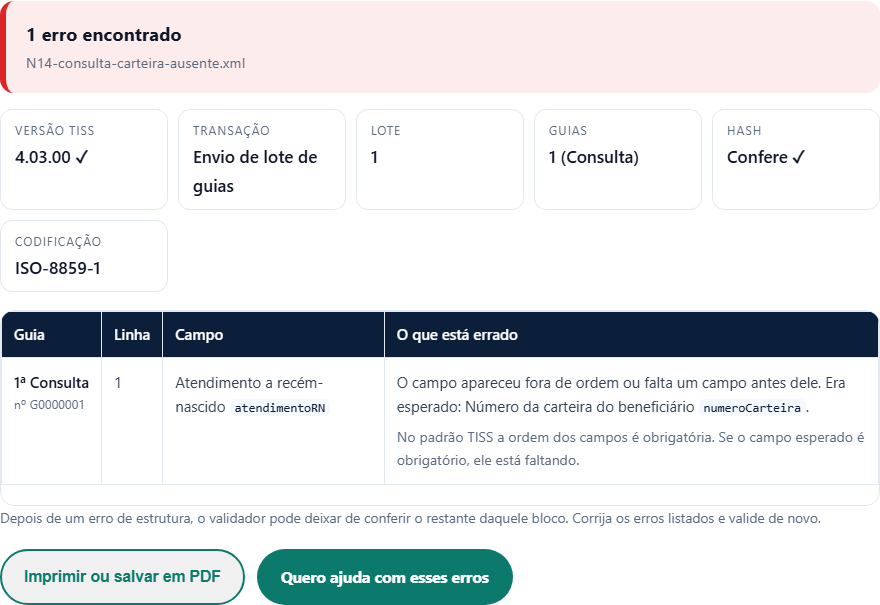 1 erro encontrado
N14-consulta-carteira-ausente.xml
VERSÃO TISS
4.03.00 ✓
TRANSAÇÃO
Envio de lote de
guias
LOTE
1
GUIAS
1 (Consulta)
HASH
Confere ✓
CODIFICAÇÃO
ISO-8859-1
Guia Linha Campo O que está errado
1ª Consulta
nº G0000001
1
Atendimento a recém-
nascido atendimentoRN
O campo apareceu fora de ordem ou falta um campo antes dele. Era
esperado: Número da carteira do beneficiário numeroCarteira .
No padrão TISS a ordem dos campos é obrigatória. Se o campo esperado é
obrigatório, ele está faltando.
Depois de um erro de estrutura, o validador pode deixar de conferir o restante daquele bloco. Corrija os erros listados e valide de novo.
Imprimir ou salvar em PDF
Quero ajuda com esses erros